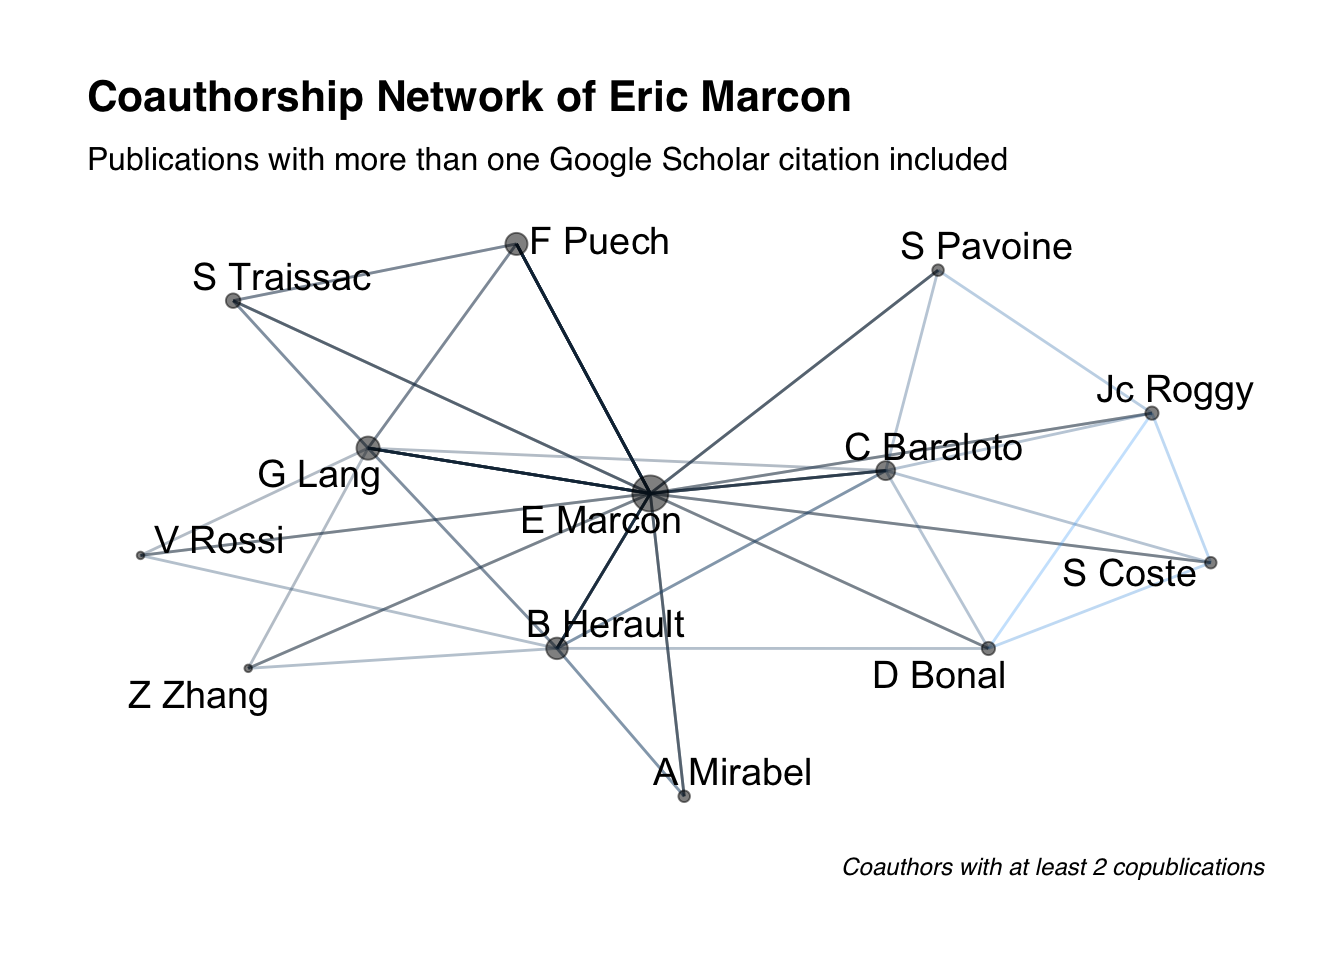 Coauthorship Network of Eric Marcon
Publications with more than one Google Scholar citation included
F Puech
S Pavoine
S Traissac
Jc Roggy
C Baraloto
G Lang
E Marcon
V Rossi
S Coste
B Herault
D Bonal
Z Zhang
A Mirabel
Coauthors with at least 2 copublications